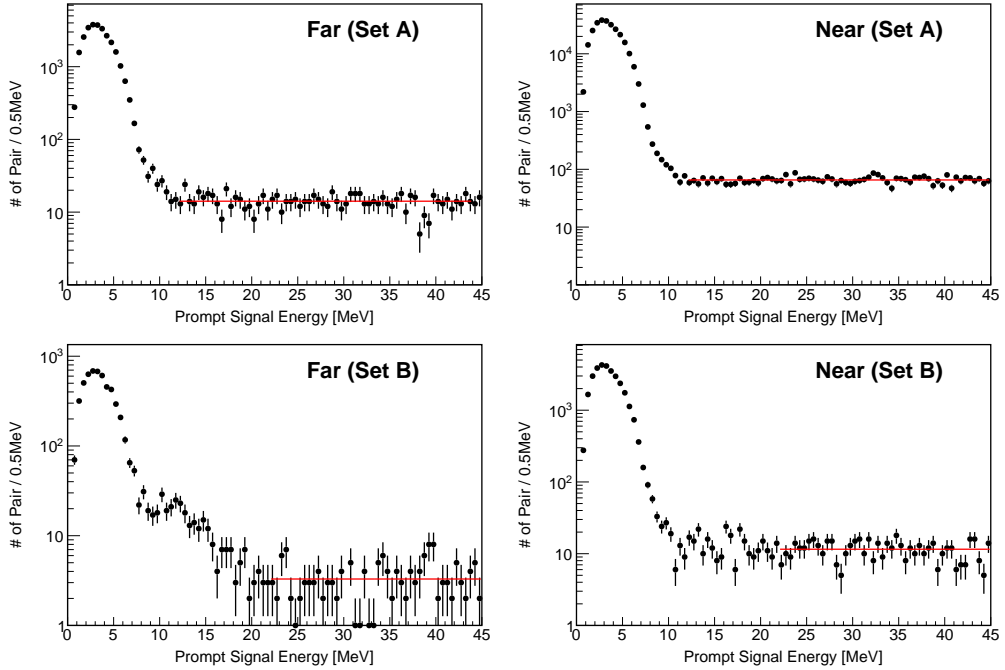 Far (Set A)
# of Pair / 0.5MeV
10³
10²
10
1
0 5 10 15 20 25 30 35 40 45
Prompt Signal Energy [MeV]
Near (Set A)
# of Pair / 0.5MeV
10⁴
10³
10²
10
1
0 5 10 15 20 25 30 35 40 45
Prompt Signal Energy [MeV]
Far (Set B)
# of Pair / 0.5MeV
10³
10²
10
1
0 5 10 15 20 25 30 35 40 45
Prompt Signal Energy [MeV]
Near (Set B)
# of Pair / 0.5MeV
10³
10²
10
1
0 5 10 15 20 25 30 35 40 45
Prompt Signal Energy [MeV]